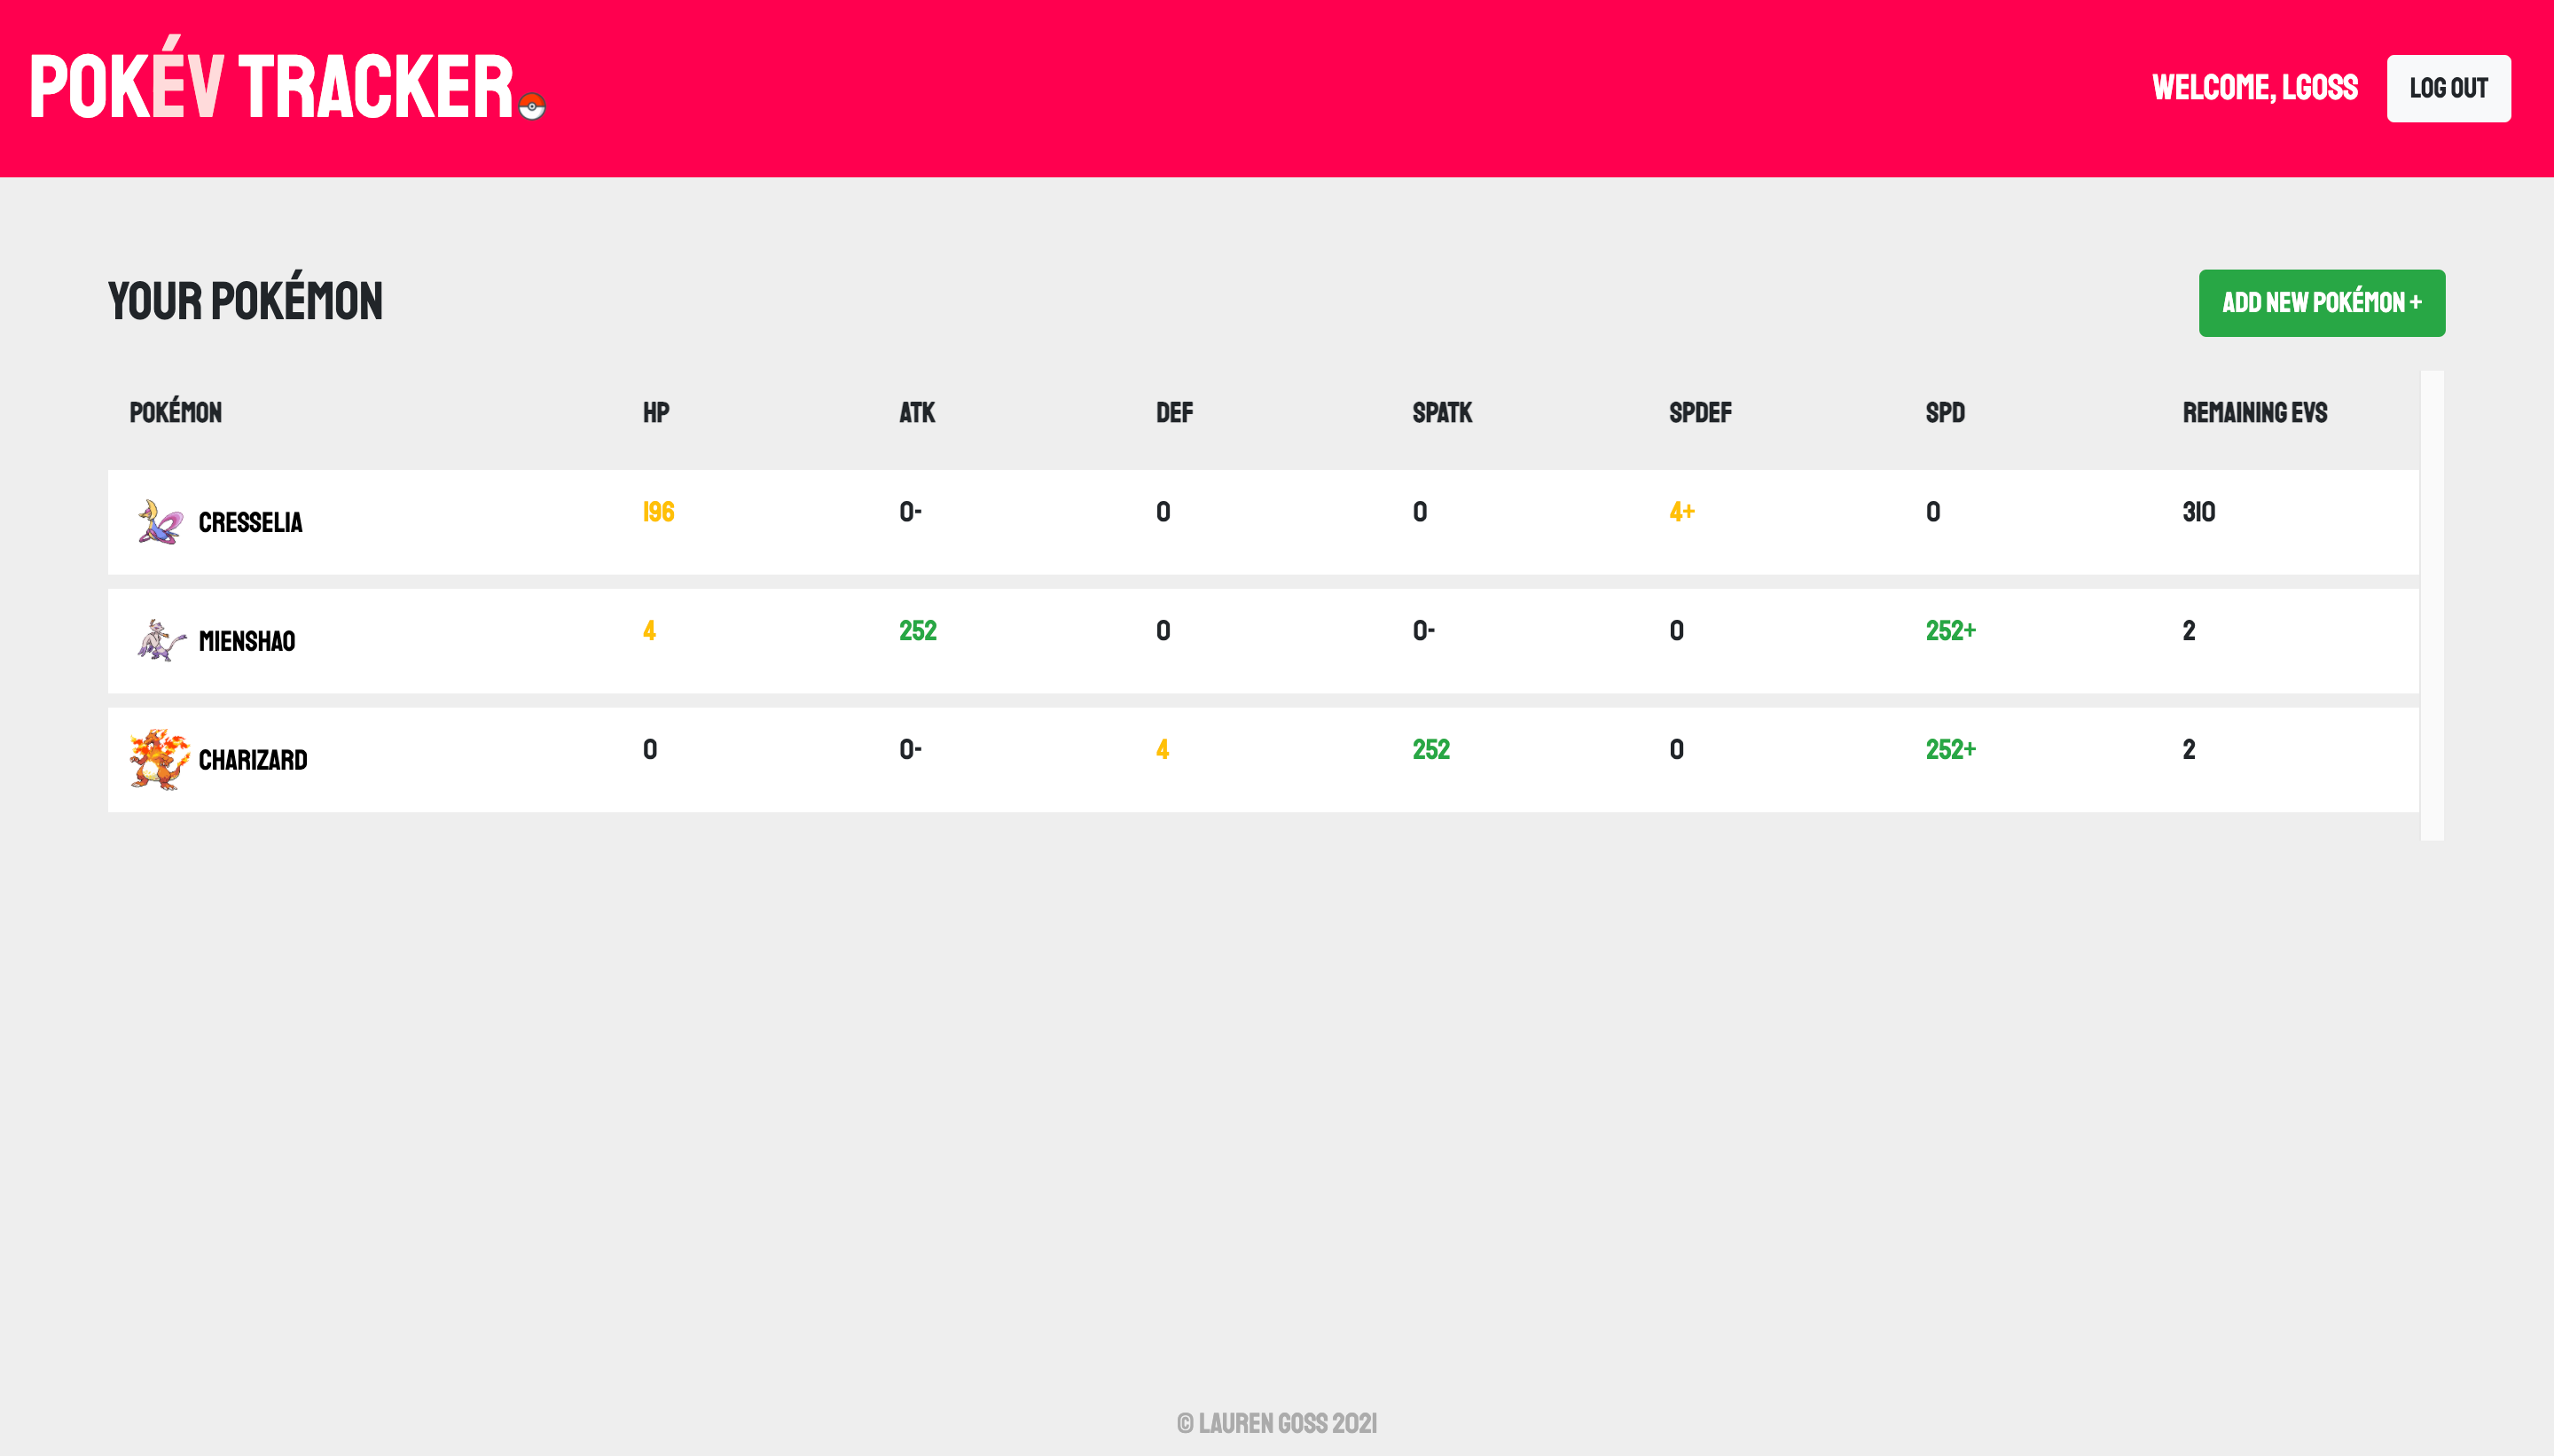 POKÉV TRACKER
WELCOME, LGOSS
LOG OUT
YOUR POKÉMON
ADD NEW POKÉMON +
POKÉMON HP ATK DEF SPATK SPDEF SPD REMAINING EVS
CRESSELIA 196 0- 0 0 4+ 0 310
MIENSHAO 4 252 0 0- 0 252+ 2
CHARIZARD 0 0- 4 252 0 252+ 2
© LAUREN GOSS 2021